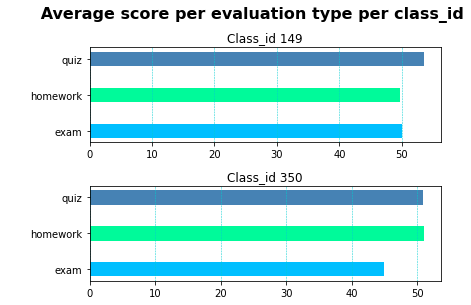 Average score per evaluation type per class_id
Class_id 149
quiz
homework
exam
0 10 20 30 40 50
Class_id 350
quiz
homework
exam
0 10 20 30 40 50